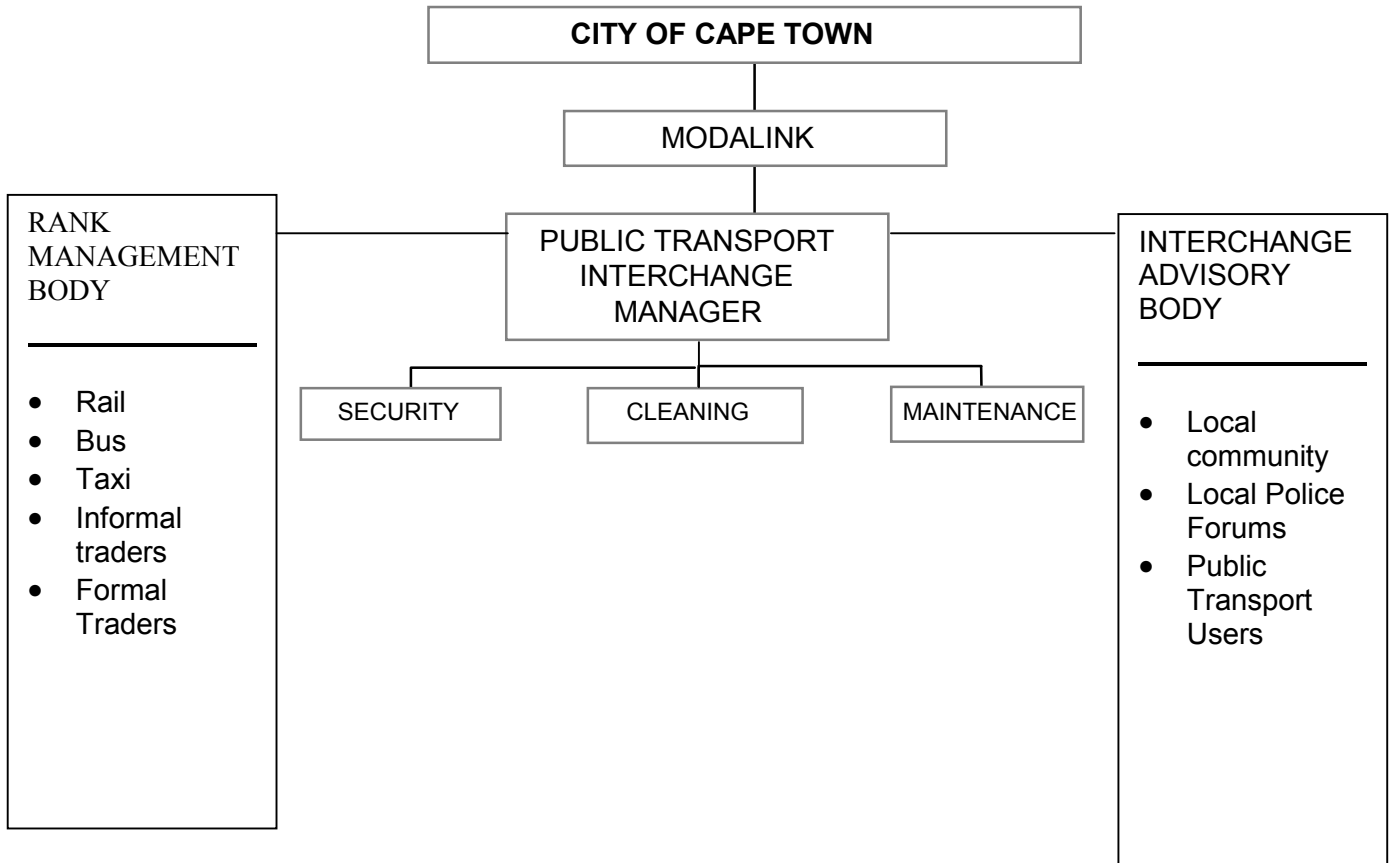 CITY OF CAPE TOWN
MODALINK
RANK
MANAGEMENT
BODY
• Rail
• Bus
• Taxi
• Informal
traders
• Formal
Traders
PUBLIC TRANSPORT
INTERCHANGE
MANAGER
SECURITY
CLEANING
MAINTENANCE
INTERCHANGE
ADVISORY
BODY
• Local
community
• Local Police
Forums
• Public
Transport
Users